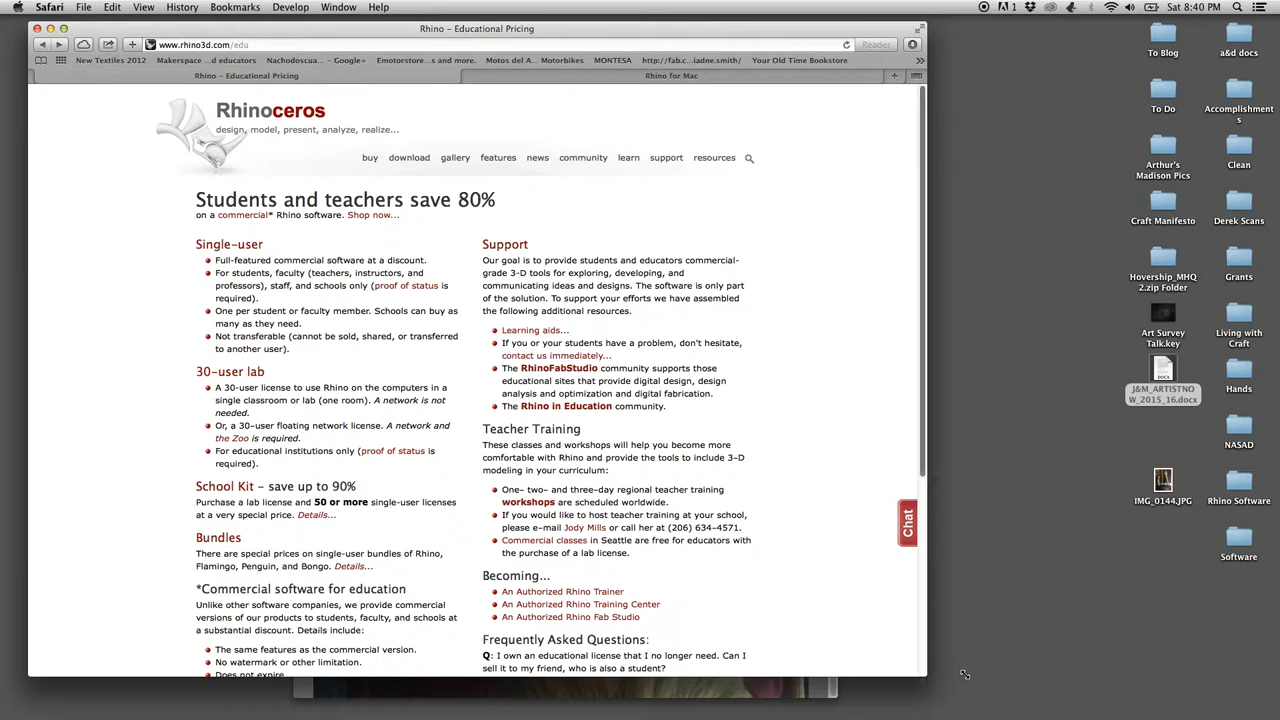 Safari File Edit View History Bookmarks Develop Window Help
1 Sat 8:40 PM
Rhino – Educational Pricing
www.rhino3d.com/edu
Reader
New Textiles 2012 Makerspace ...d educators Nachodoscua... – Google+ Emotorstore...s and more. Motos del A... Motorbikes MONTESA http://fab.c...iadne.smith/ Your Old Time Bookstore
Rhino – Educational Pricing Rhino for Mac
Rhinoceros
design, model, present, analyze, realize...
buy download gallery features news community learn support resources
Students and teachers save 80%
on a commercial* Rhino software. Shop now...
Single-user
Full-featured commercial software at a discount.
For students, faculty (teachers, instructors, and
professors), staff, and schools only (proof of status is
required).
One per student or faculty member. Schools can buy as
many as they need.
Not transferable (cannot be sold, shared, or transferred
to another user).
30-user lab
A 30-user license to use Rhino on the computers in a
single classroom or lab (one room). A network is not
needed.
Or, a 30-user floating network license. A network and
the Zoo is required.
For educational institutions only (proof of status is
required).
School Kit – save up to 90%
Purchase a lab license and 50 or more single-user licenses
at a very special price. Details...
Bundles
There are special prices on single-user bundles of Rhino,
Flamingo, Penguin, and Bongo. Details...
*Commercial software for education
Unlike other software companies, we provide commercial
versions of our products to students, faculty, and schools at
a substantial discount. Details include:
The same features as the commercial version.
No watermark or other limitation.
Does not expire.
Support
Our goal is to provide students and educators commercial-
grade 3-D tools for exploring, developing, and
communicating ideas and designs. The software is only part
of the solution. To support your efforts we have assembled
the following additional resources.
Learning aids...
If you or your students have a problem, don't hesitate,
contact us immediately...
The RhinoFabStudio community supports those
educational sites that provide digital design, design
analysis and optimization and digital fabrication.
The Rhino in Education community.
Teacher Training
These classes and workshops will help you become more
comfortable with Rhino and provide the tools to include 3-D
modeling in your curriculum:
One- two- and three-day regional teacher training
workshops are scheduled worldwide.
If you would like to host teacher training at your school,
please e-mail Jody Mills or call her at (206) 634-4571.
Commercial classes in Seattle are free for educators with
the purchase of a lab license.
Becoming...
An Authorized Rhino Trainer
An Authorized Rhino Training Center
An Authorized Rhino Fab Studio
Frequently Asked Questions:
Q: I own an educational license that I no longer need. Can I
sell it to my friend, who is also a student?
Chat
To Blog
a&d docs
To Do
Accomplishment
s
Arthur's
Madison Pics
Clean
Craft Manifesto
Derek Scans
Hovership_MHQ
2.zip Folder
Grants
Art Survey
Talk.key
Living with
Craft
DOCX
J&M_ARTISTNO
W_2015_16.docx
Hands
NASAD
IMG_0144.JPG
Rhino Software
Software